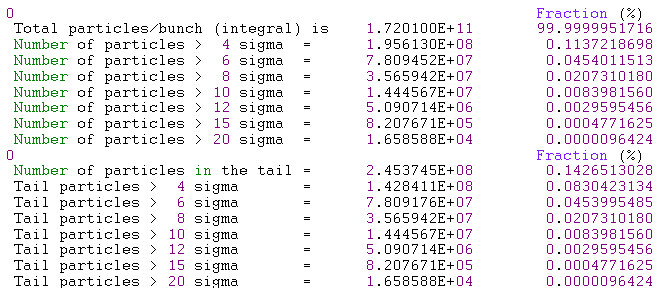 0 Fraction (%)
Total particles/bunch (integral) is 1.720100E+11 99.9999951716
Number of particles > 4 sigma = 1.956130E+08 0.1137218698
Number of particles > 6 sigma = 7.809452E+07 0.0454011513
Number of particles > 8 sigma = 3.565942E+07 0.0207310180
Number of particles > 10 sigma = 1.444567E+07 0.0083981560
Number of particles > 12 sigma = 5.090714E+06 0.0029595456
Number of particles > 15 sigma = 8.207671E+05 0.0004771625
Number of particles > 20 sigma = 1.658588E+04 0.0000096424
0 Fraction (%)
Number of particles in the tail = 2.453745E+08 0.1426513028
Tail particles > 4 sigma = 1.428411E+08 0.0830423134
Tail particles > 6 sigma = 7.809176E+07 0.0453995485
Tail particles > 8 sigma = 3.565942E+07 0.0207310180
Tail particles > 10 sigma = 1.444567E+07 0.0083981560
Tail particles > 12 sigma = 5.090714E+06 0.0029595456
Tail particles > 15 sigma = 8.207671E+05 0.0004771625
Tail particles > 20 sigma = 1.658588E+04 0.0000096424